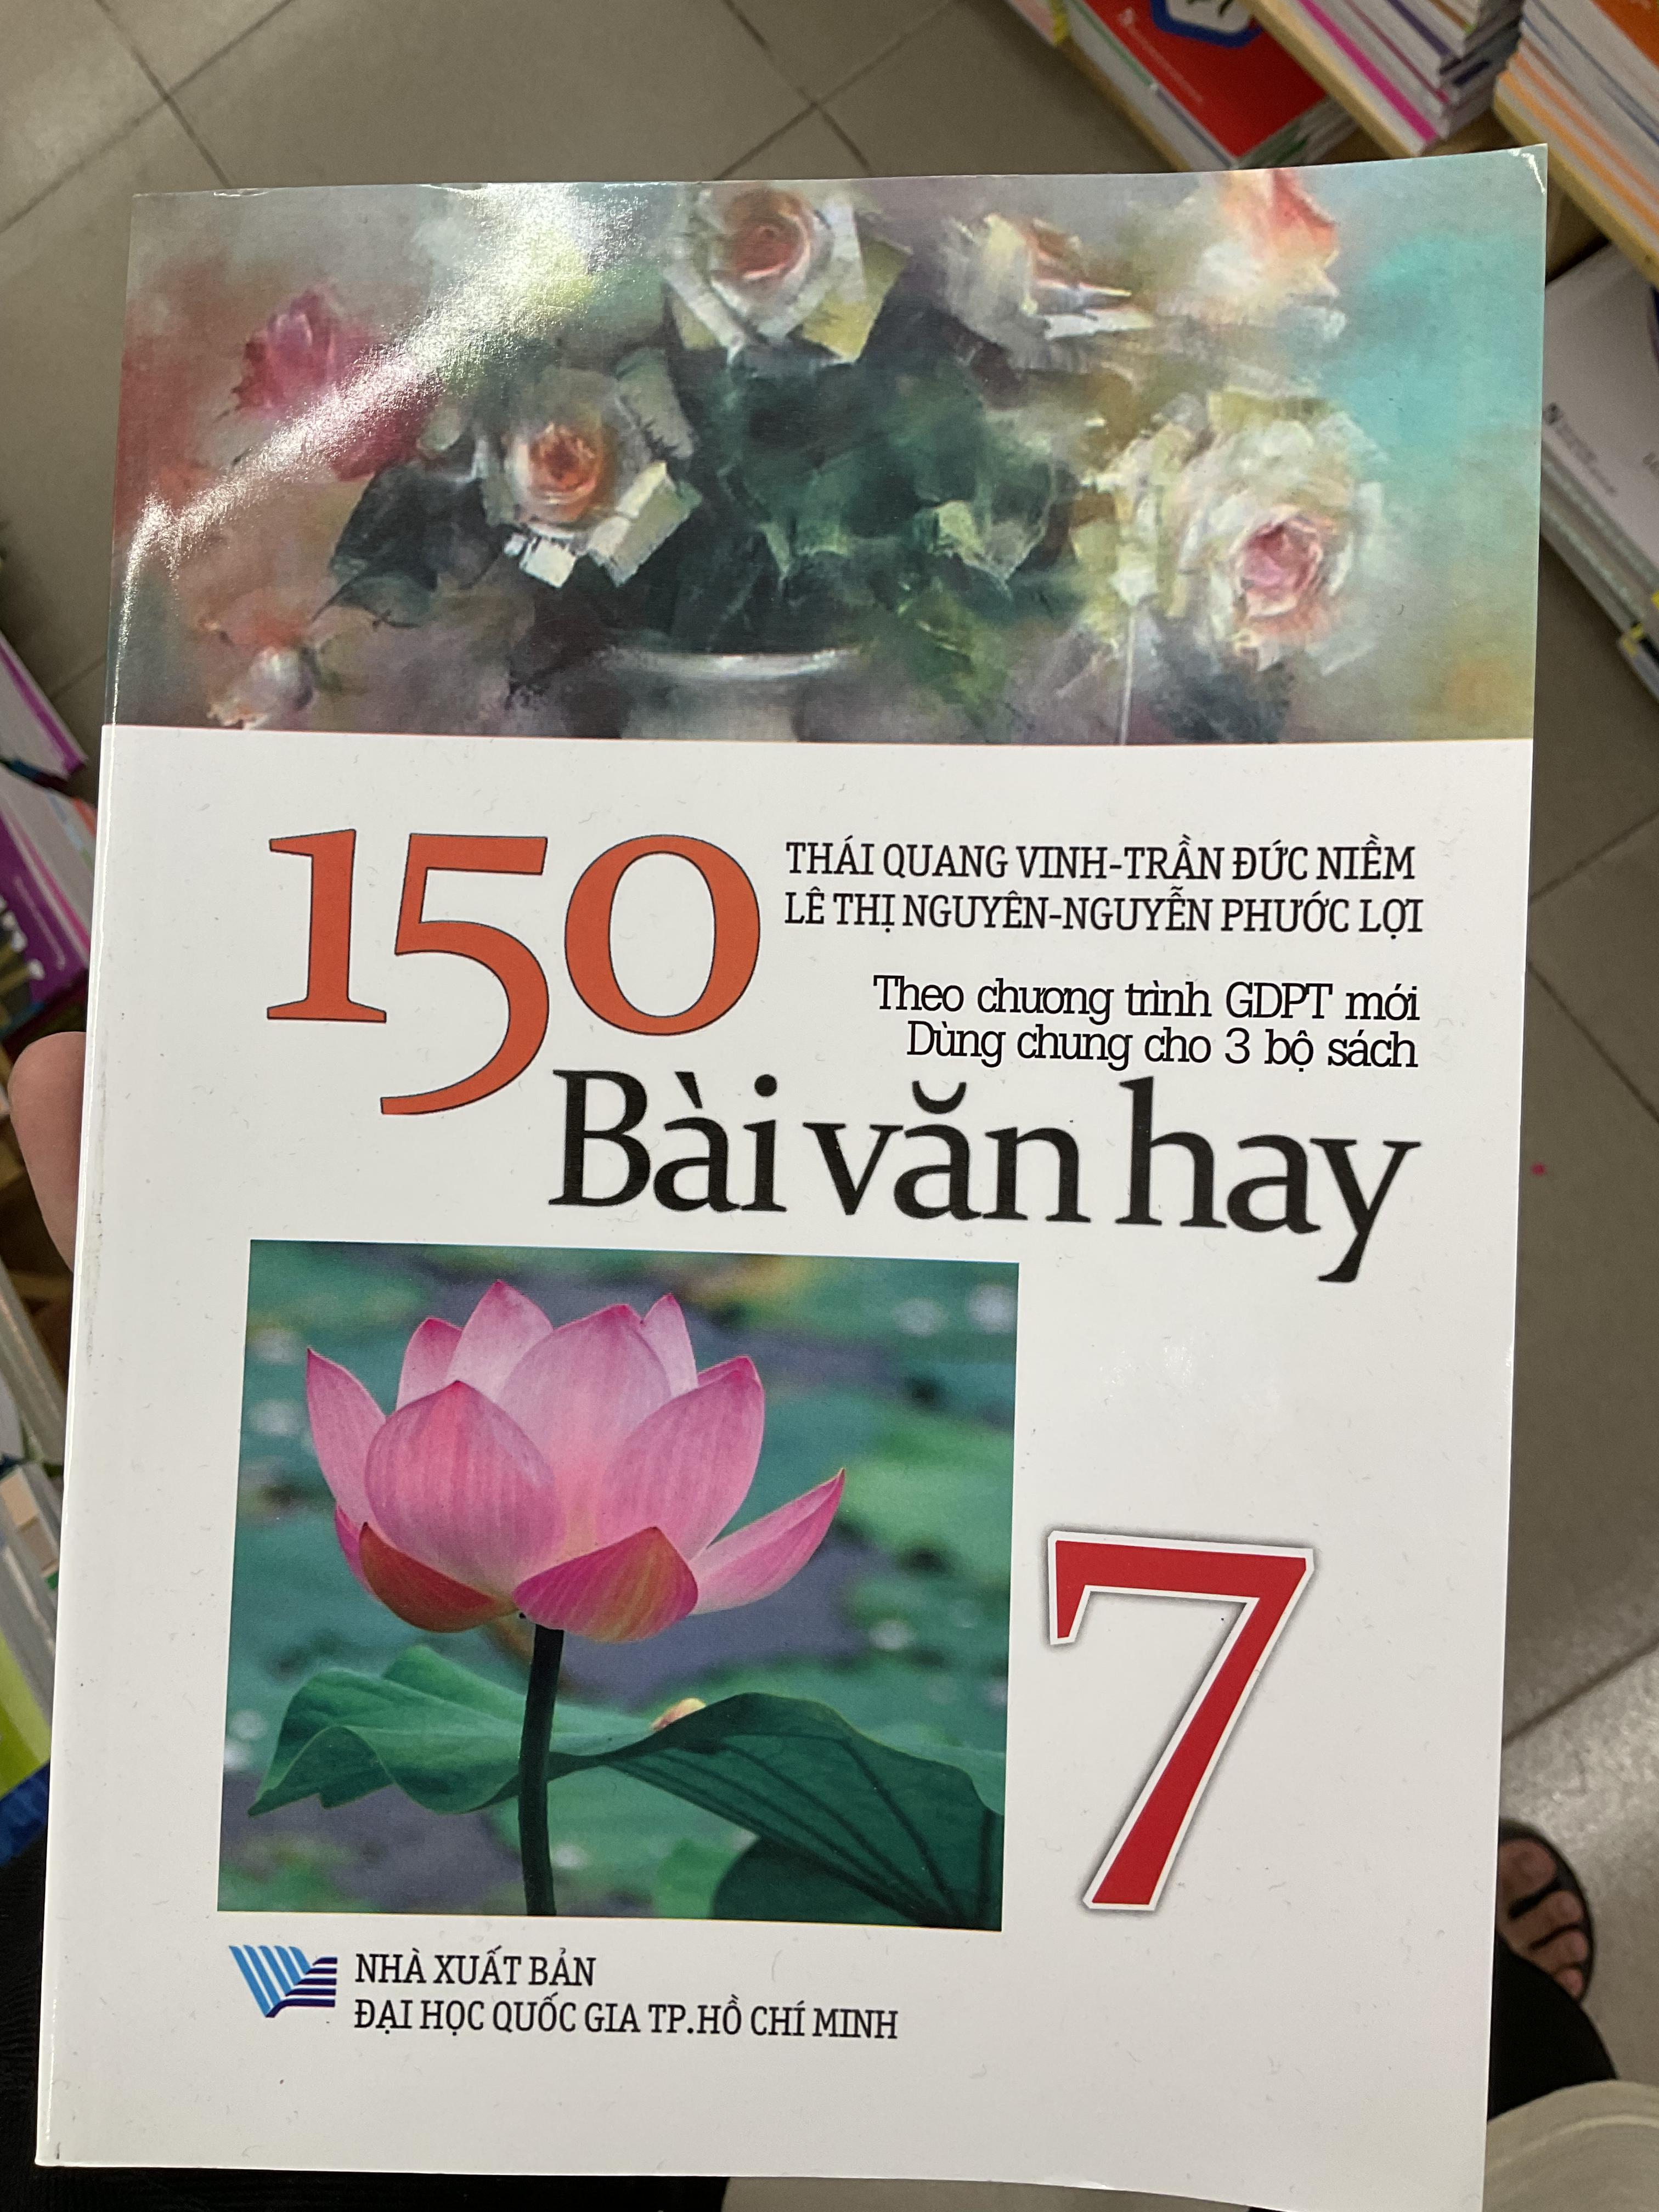 150
THÁI QUANG VINH-TRẦN ĐỨC NIỀM
LÊ THỊ NGUYÊN-NGUYỄN PHƯỚC LỢI
Theo chương trình GDPT mới
Dùng chung cho 3 bộ sách
Bài văn hay
7
NHÀ XUẤT BẢN
ĐẠI HỌC QUỐC GIA TP.HỒ CHÍ MINH